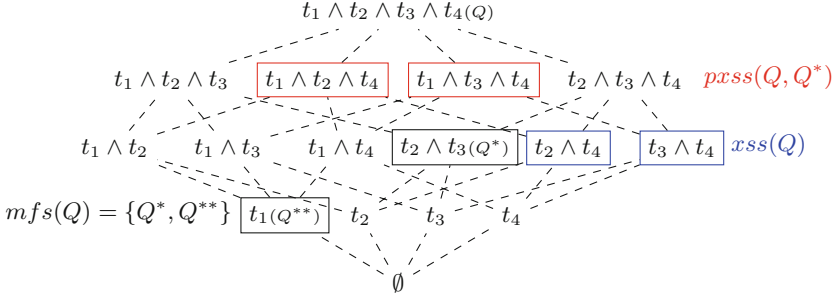 t₁ ∧ t₂ ∧ t₃ ∧ t₄(Q)
t₁ ∧ t₂ ∧ t₃ t₁ ∧ t₂ ∧ t₄ t₁ ∧ t₃ ∧ t₄ t₂ ∧ t₃ ∧ t₄ pxss(Q, Q*)
t₁ ∧ t₂ t₁ ∧ t₃ t₁ ∧ t₄ t₂ ∧ t₃(Q*) t₂ ∧ t₄ t₃ ∧ t₄ xss(Q)
mfs(Q) = {Q*, Q**} t₁(Q**) t₂ t₃ t₄
∅